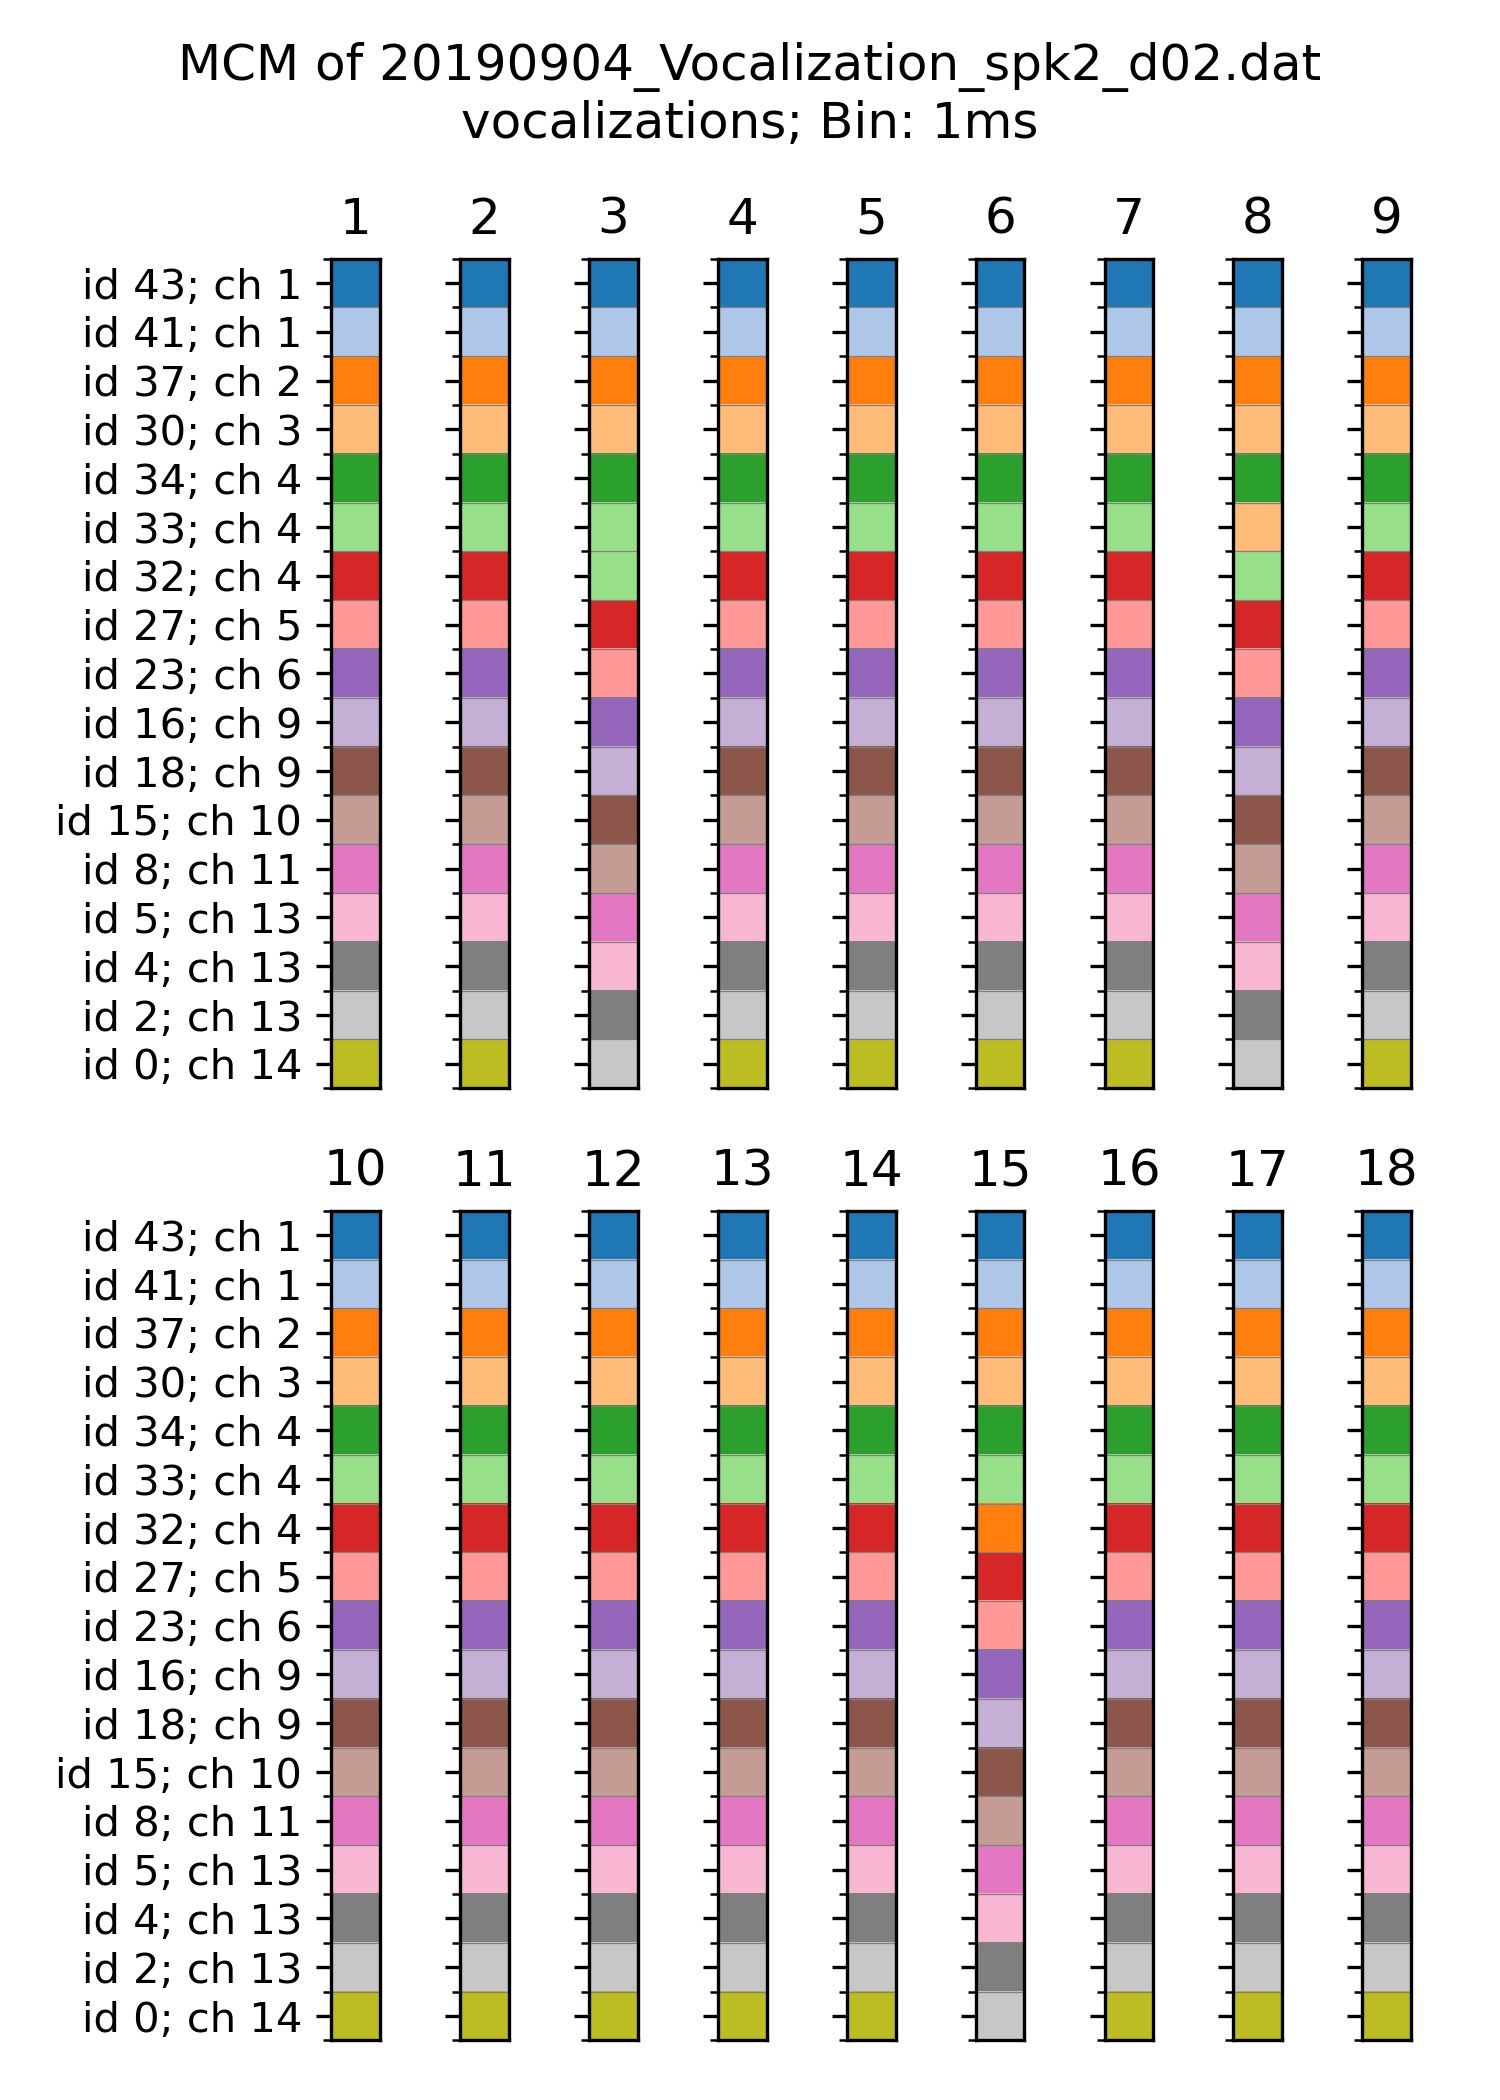 MCM of 20190904_Vocalization_spk2_d02.dat
vocalizations; Bin: 1ms
1 2 3 4 5 6 7 8 9
id 43; ch 1
id 41; ch 1
id 37; ch 2
id 30; ch 3
id 34; ch 4
id 33; ch 4
id 32; ch 4
id 27; ch 5
id 23; ch 6
id 16; ch 9
id 18; ch 9
id 15; ch 10
id 8; ch 11
id 5; ch 13
id 4; ch 13
id 2; ch 13
id 0; ch 14
10 11 12 13 14 15 16 17 18
id 43; ch 1
id 41; ch 1
id 37; ch 2
id 30; ch 3
id 34; ch 4
id 33; ch 4
id 32; ch 4
id 27; ch 5
id 23; ch 6
id 16; ch 9
id 18; ch 9
id 15; ch 10
id 8; ch 11
id 5; ch 13
id 4; ch 13
id 2; ch 13
id 0; ch 14